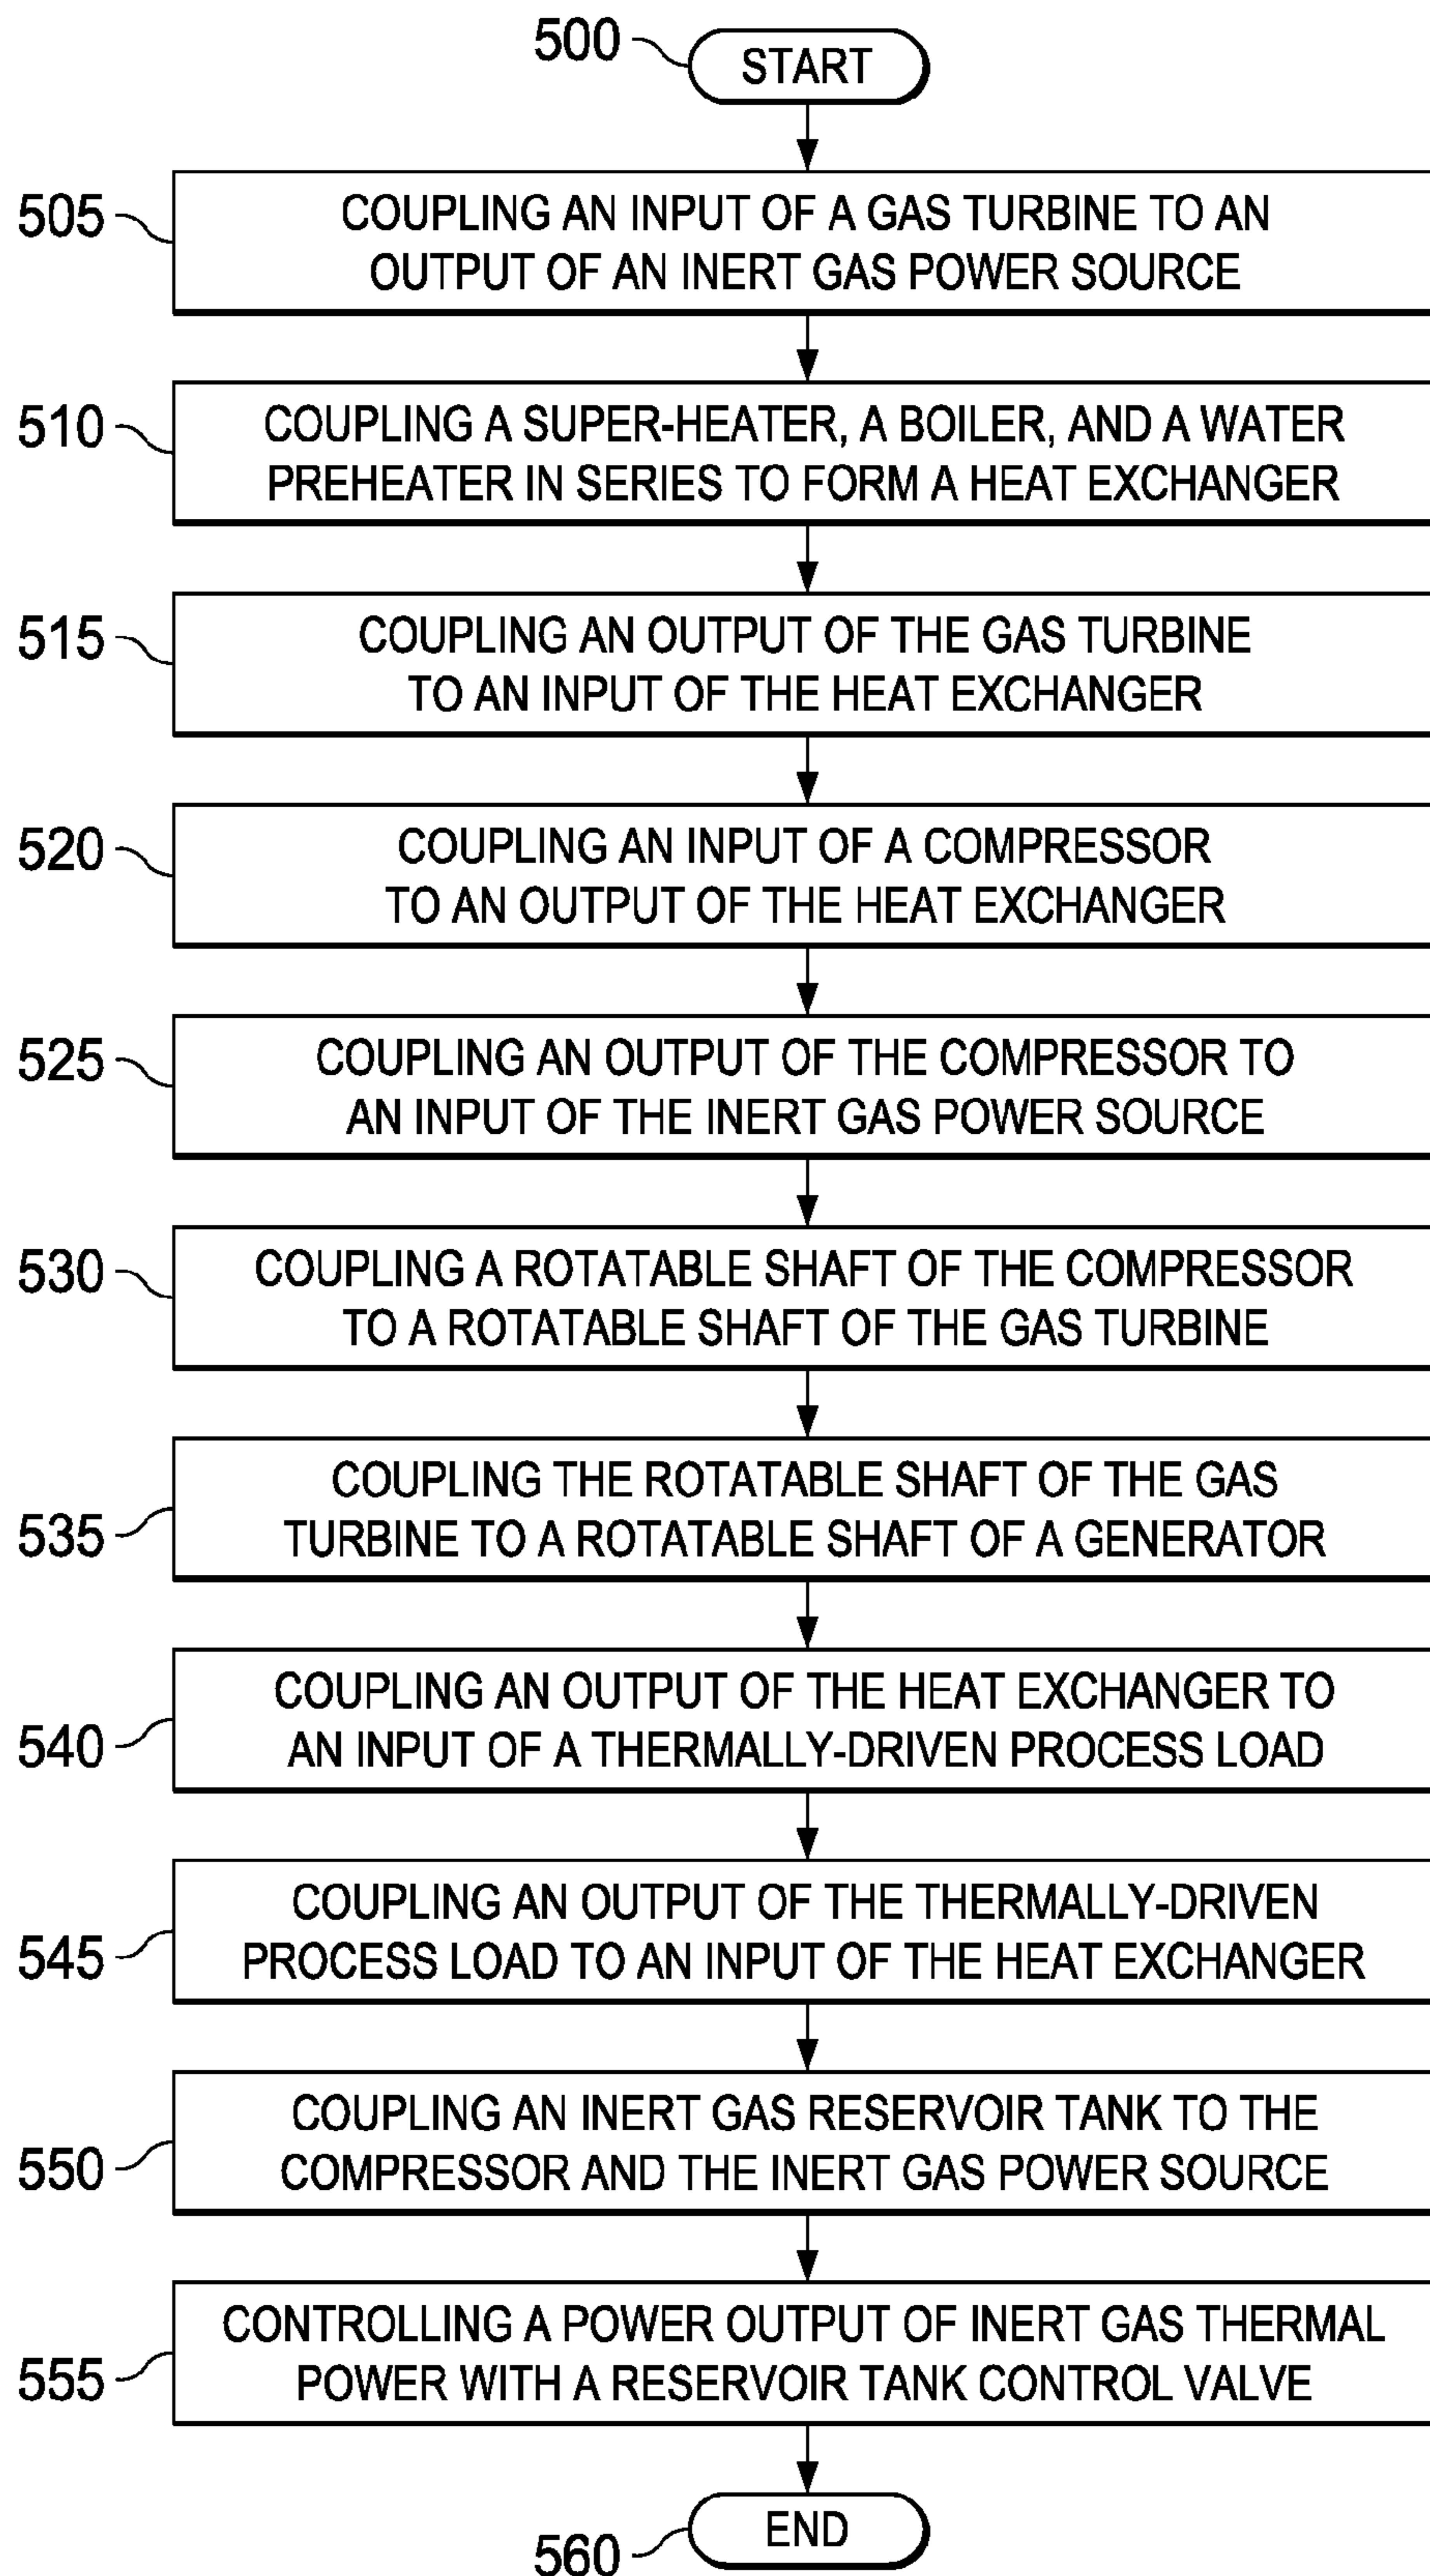 500
START
505
COUPLING AN INPUT OF A GAS TURBINE TO AN
OUTPUT OF AN INERT GAS POWER SOURCE
510
COUPLING A SUPER-HEATER, A BOILER, AND A WATER
PREHEATER IN SERIES TO FORM A HEAT EXCHANGER
515
COUPLING AN OUTPUT OF THE GAS TURBINE
TO AN INPUT OF THE HEAT EXCHANGER
520
COUPLING AN INPUT OF A COMPRESSOR
TO AN OUTPUT OF THE HEAT EXCHANGER
525
COUPLING AN OUTPUT OF THE COMPRESSOR TO
AN INPUT OF THE INERT GAS POWER SOURCE
530
COUPLING A ROTATABLE SHAFT OF THE COMPRESSOR
TO A ROTATABLE SHAFT OF THE GAS TURBINE
535
COUPLING THE ROTATABLE SHAFT OF THE GAS
TURBINE TO A ROTATABLE SHAFT OF A GENERATOR
540
COUPLING AN OUTPUT OF THE HEAT EXCHANGER TO
AN INPUT OF A THERMALLY-DRIVEN PROCESS LOAD
545
COUPLING AN OUTPUT OF THE THERMALLY-DRIVEN
PROCESS LOAD TO AN INPUT OF THE HEAT EXCHANGER
550
COUPLING AN INERT GAS RESERVOIR TANK TO THE
COMPRESSOR AND THE INERT GAS POWER SOURCE
555
CONTROLLING A POWER OUTPUT OF INERT GAS THERMAL
POWER WITH A RESERVOIR TANK CONTROL VALVE
560
END